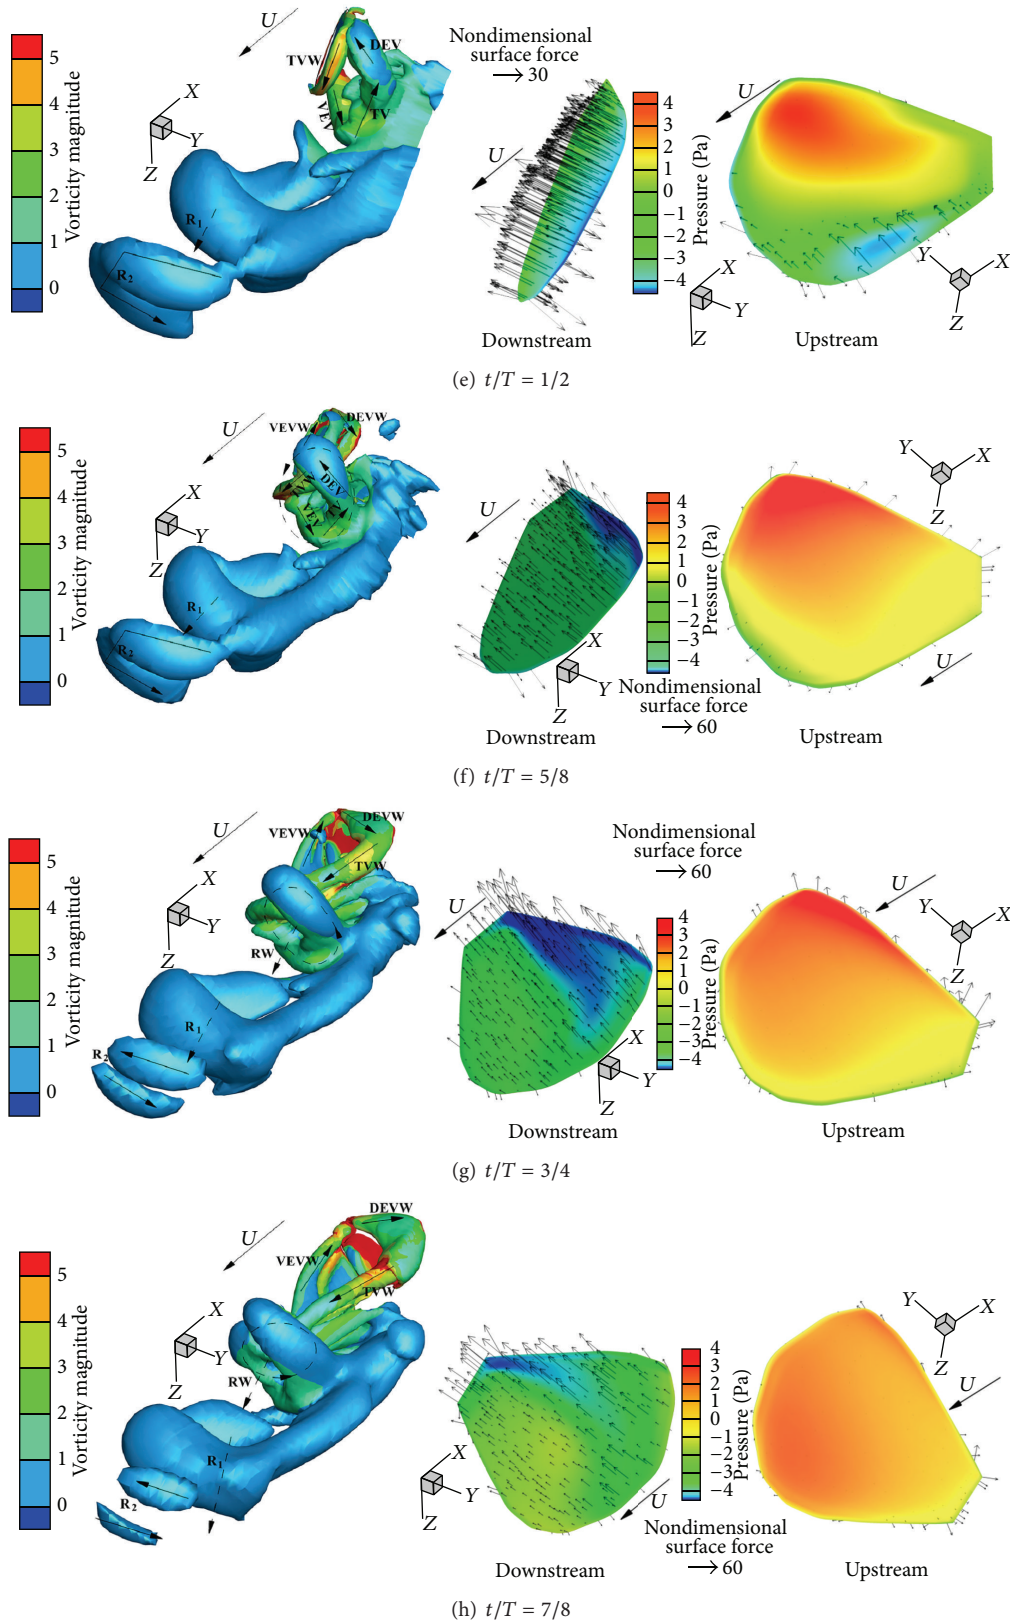 U
5
4
3
2
1
0
Vorticity magnitude
X
Y
Z
TVW
DEV
VEV
TV
R1
R2
Nondimensional
surface force
30
U
Downstream
4
3
2
1
0
−1
−2
−3
−4
Pressure (Pa)
X
Y
Z
U
Y
X
Z
Upstream
(e) t/T = 1/2
U
5
4
3
2
1
0
Vorticity magnitude
X
Y
Z
VEVW
DEVW
DEV
VEV
R1
R2
U
X
Y
Z
Downstream
4
3
2
1
0
−1
−2
−3
−4
Pressure (Pa)
Nondimensional
surface force
60
Y
X
Z
U
Upstream
(f) t/T = 5/8
U
5
4
3
2
1
0
Vorticity magnitude
X
Y
Z
VEVW
DEVW
TVW
RW
R1
R2
Nondimensional
surface force
60
U
X
Y
Z
Downstream
4
3
2
1
0
−1
−2
−3
−4
Pressure (Pa)
U
Y
X
Z
Upstream
(g) t/T = 3/4
U
5
4
3
2
1
0
Vorticity magnitude
X
Y
Z
DEVW
VEVW
TVW
RW
R1
R2
X
Y
Z
U
Downstream
4
3
2
1
0
−1
−2
−3
−4
Pressure (Pa)
Nondimensional
surface force
60
Y
X
Z
U
Upstream
(h) t/T = 7/8